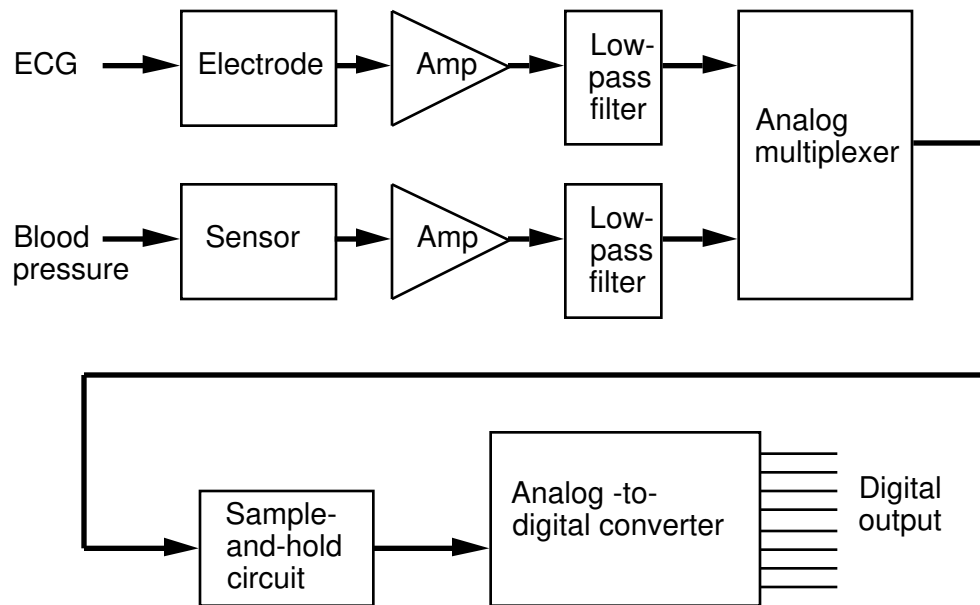 ECG
Electrode
Amp
Low-
pass
filter
Analog
multiplexer
Blood
pressure
Sensor
Amp
Low-
pass
filter
Sample-
and-hold
circuit
Analog -to-
digital converter
Digital
output